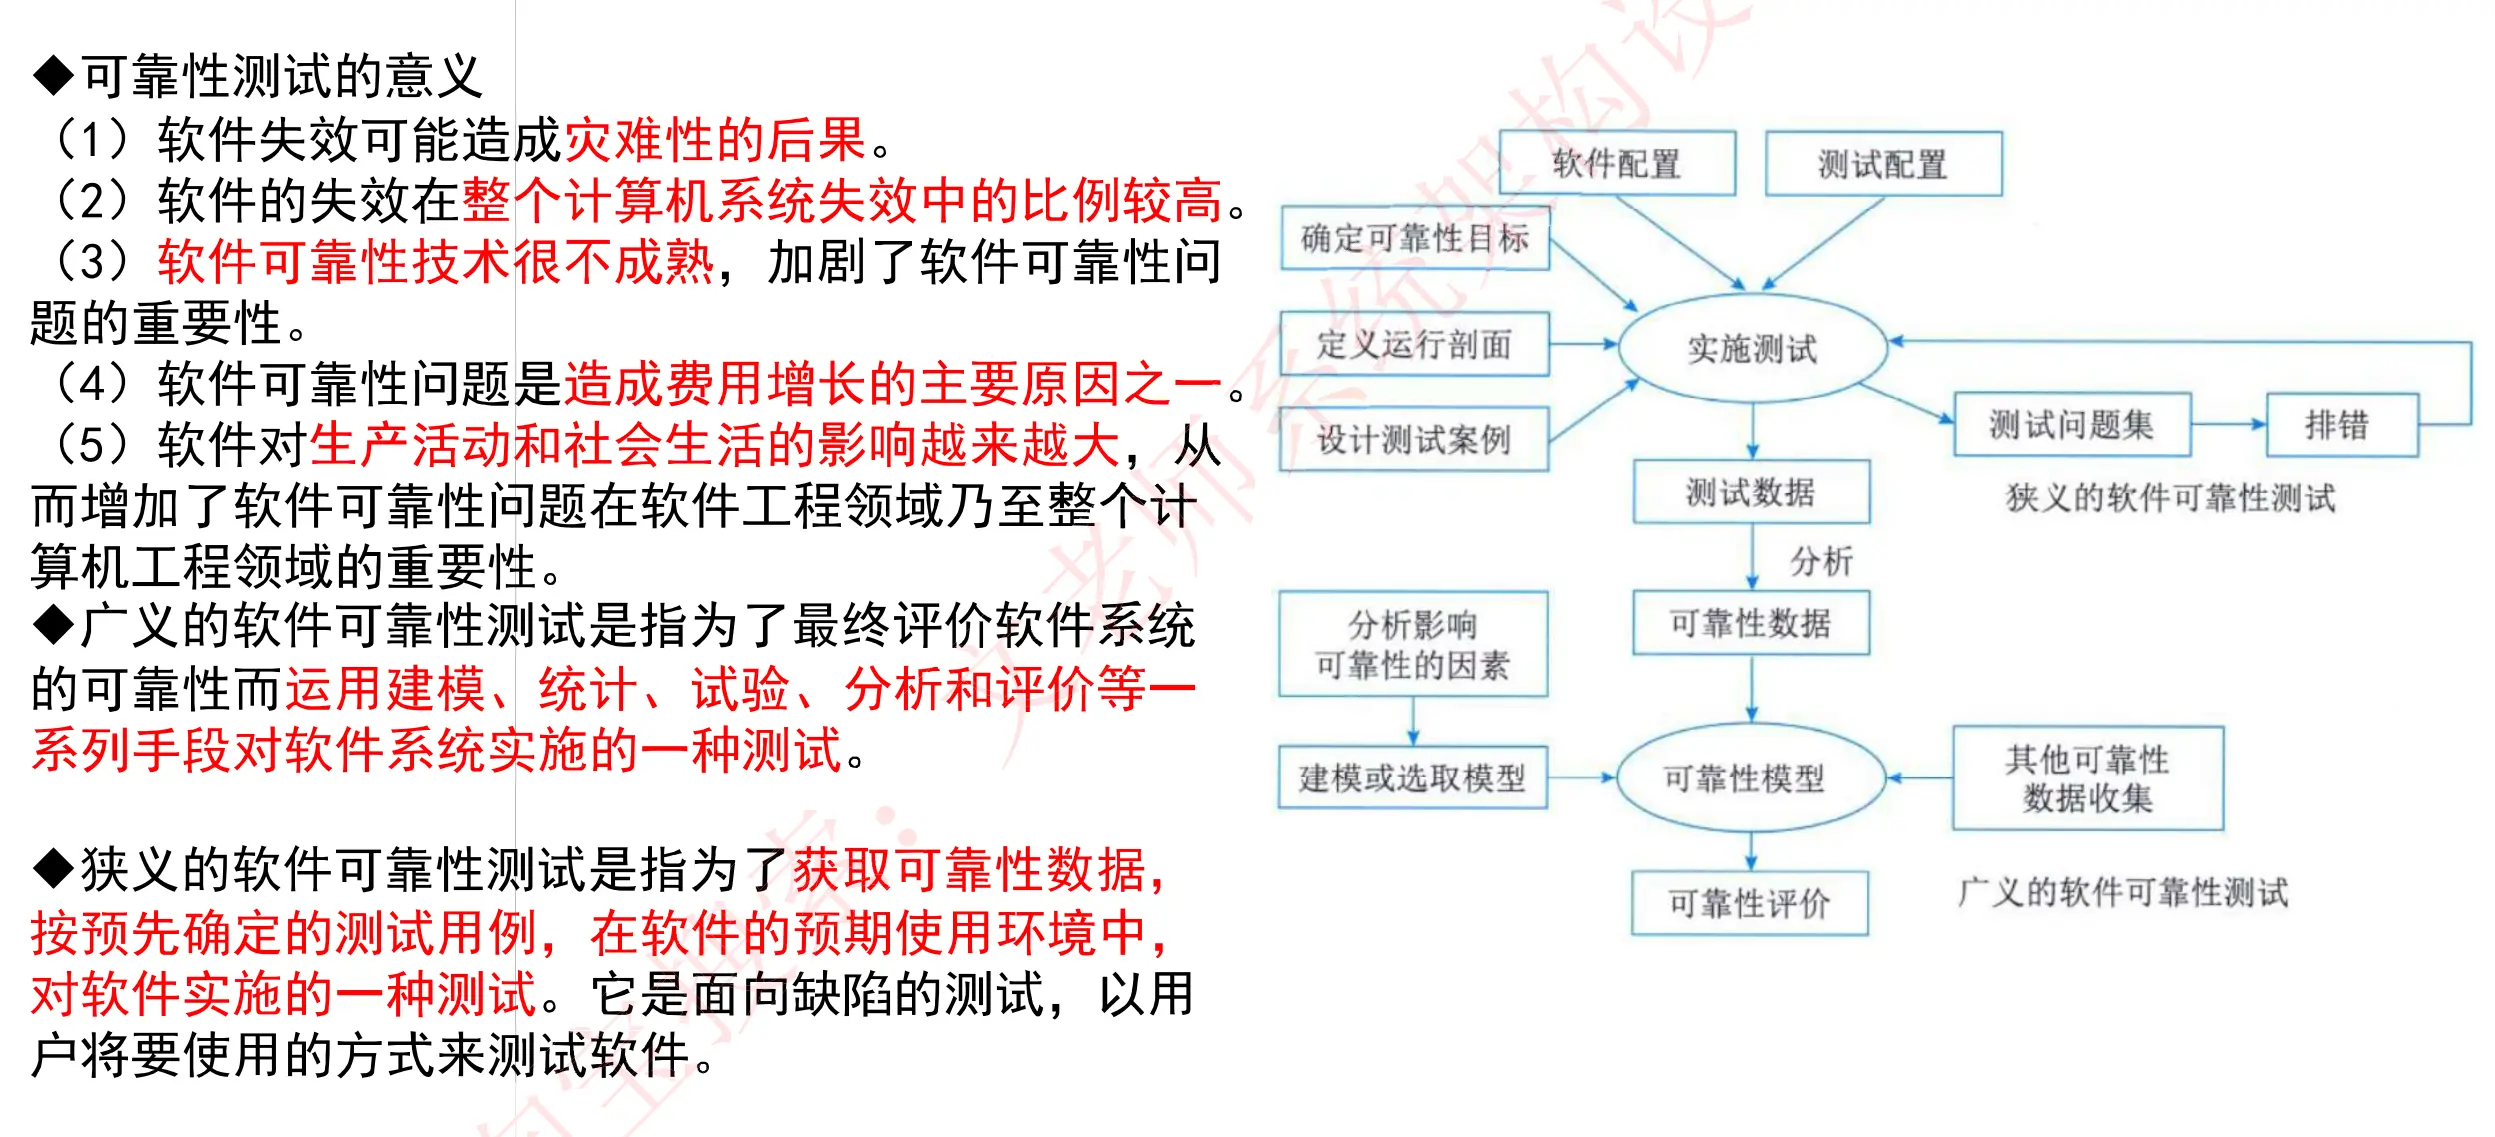 ◆可靠性测试的意义
（1）软件失效可能造成灾难性的后果。
（2）软件的失效在整个计算机系统失效中的比例较高。
（3）软件可靠性技术很不成熟，加剧了软件可靠性问
题的重要性。
（4）软件可靠性问题是造成费用增长的主要原因之一。
（5）软件对生产活动和社会生活的影响越来越大，从
而增加了软件可靠性问题在软件工程领域乃至整个计
算机工程领域的重要性。
◆广义的软件可靠性测试是指为了最终评价软件系统
的可靠性而运用建模、统计、试验、分析和评价等一
系列手段对软件系统实施的一种测试。
◆狭义的软件可靠性测试是指为了获取可靠性数据，
按预先确定的测试用例，在软件的预期使用环境中，
对软件实施的一种测试。它是面向缺陷的测试，以用
户将要使用的方式来测试软件。
软件配置
测试配置
确定可靠性目标
定义运行剖面
实施测试
设计测试案例
测试问题集
排错
测试数据
狭义的软件可靠性测试
分析
分析影响
可靠性的因素
可靠性数据
建模或选取模型
可靠性模型
其他可靠性
数据收集
可靠性评价
广义的软件可靠性测试